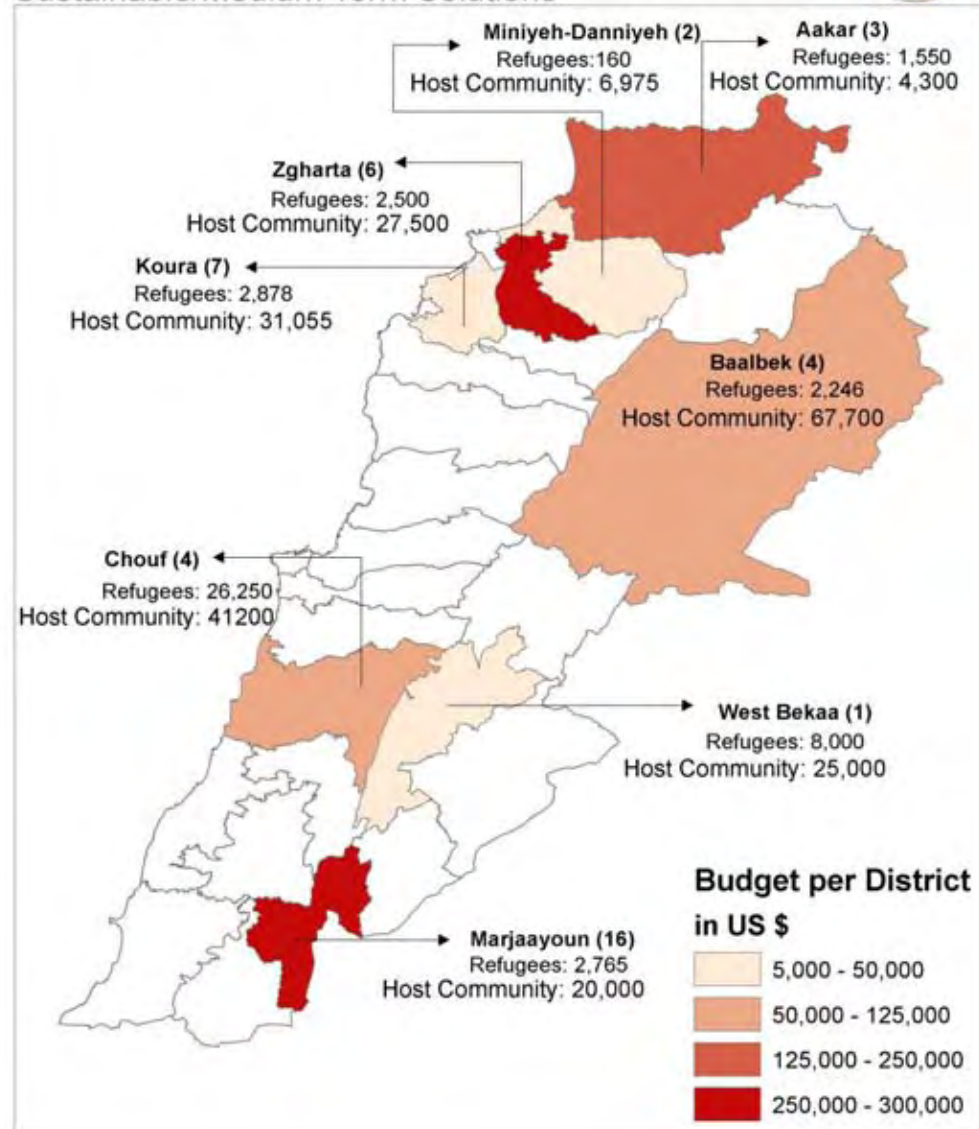 Miniyeh-Danniyeh (2)
Refugees:160
Host Community: 6,975
Aakar (3)
Refugees: 1,550
Host Community: 4,300
Zgharta (6)
Refugees: 2,500
Host Community: 27,500
Koura (7)
Refugees: 2,878
Host Community: 31,055
Baalbek (4)
Refugees: 2,246
Host Community: 67,700
Chouf (4)
Refugees: 26,250
Host Community: 41200
West Bekaa (1)
Refugees: 8,000
Host Community: 25,000
Marjaayoun (16)
Refugees: 2,765
Host Community: 20,000
Budget per District
in US $
5,000 - 50,000
50,000 - 125,000
125,000 - 250,000
250,000 - 300,000